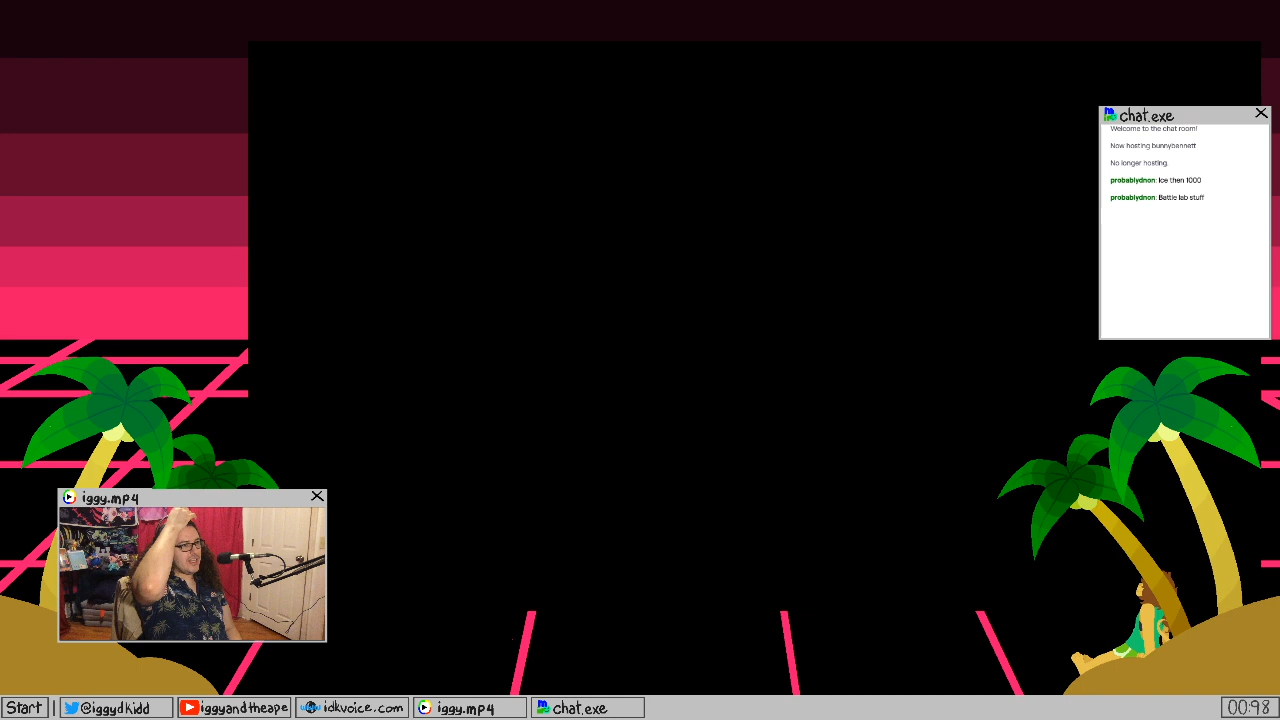 chat.exe
Welcome to the chat room!
Now hosting bunnybennett
No longer hosting.
probablydnon: Ice then 1000
probablydnon: Battle lab stuff
iggy.mp4
Start | @iggydkidd iggyandtheape idkvoice.com iggy.mp4 chat.exe 00:98